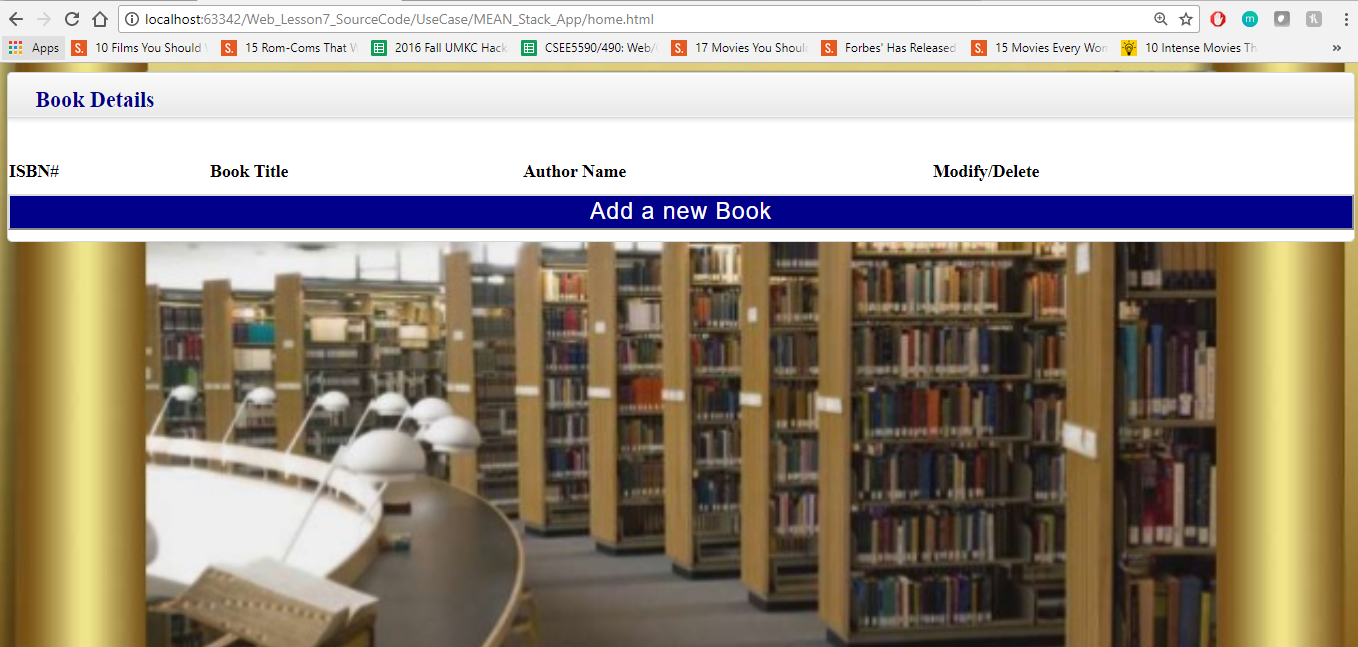 localhost:63342/Web_Lesson7_SourceCode/UseCase/MEAN_Stack_App/home.html
Apps S. 10 Films You Should S. 15 Rom-Coms That 2016 Fall UMKC Hack CSEE5590/490: Web/ S. 17 Movies You Shoul S. Forbes' Has Released S. 15 Movies Every Wom 10 Intense Movies Th »
Book Details
ISBN# Book Title Author Name Modify/Delete
Add a new Book